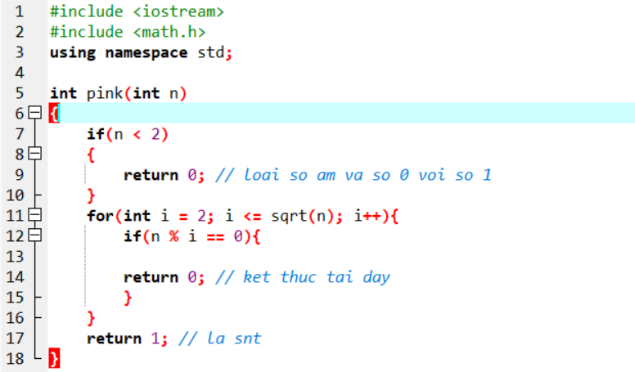 1 #include <iostream>
2 #include <math.h>
3 using namespace std;
4
5 int pink(int n)
6 {
7 if(n < 2)
8 {
9 return 0; // loai so am va so 0 voi so 1
10 }
11 for(int i = 2; i <= sqrt(n); i++){
12 if(n % i == 0){
13
14 return 0; // ket thuc tai day
15 }
16 }
17 return 1; // la snt
18 }